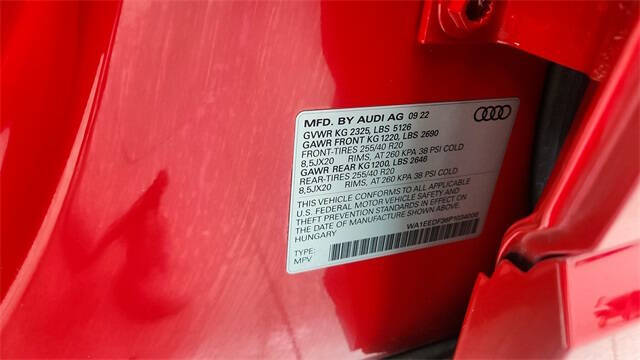 MFD. BY AUDI AG 09 22
GVWR KG 2325, LBS 5126
GAWR FRONT KG 1220, LBS 2690
FRONT-TIRES 255/40 R20
8,5JX20 RIMS, AT 260 KPA 38 PSI COLD
GAWR REAR KG 1200, LBS 2646
REAR-TIRES 255/40 R20
8,5JX20 RIMS, AT 260 KPA 38 PSI COLD
THIS VEHICLE CONFORMS TO ALL APPLICABLE
U.S. FEDERAL MOTOR VEHICLE SAFETY AND
THEFT PREVENTION STANDARDS IN EFFECT ON
THE DATE OF MANUFACTURE SHOWN ABOVE.
HUNGARY
TYPE:
MPV